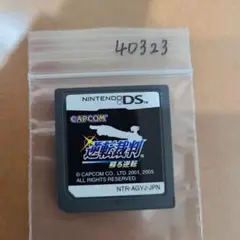 40323
NINTENDO DS™
CAPCOM®
逆転裁判
蘇る逆転
© CAPCOM CO., LTD. 2001, 2005
ALL RIGHTS RESERVED.
NTR-AGYJ-JPN